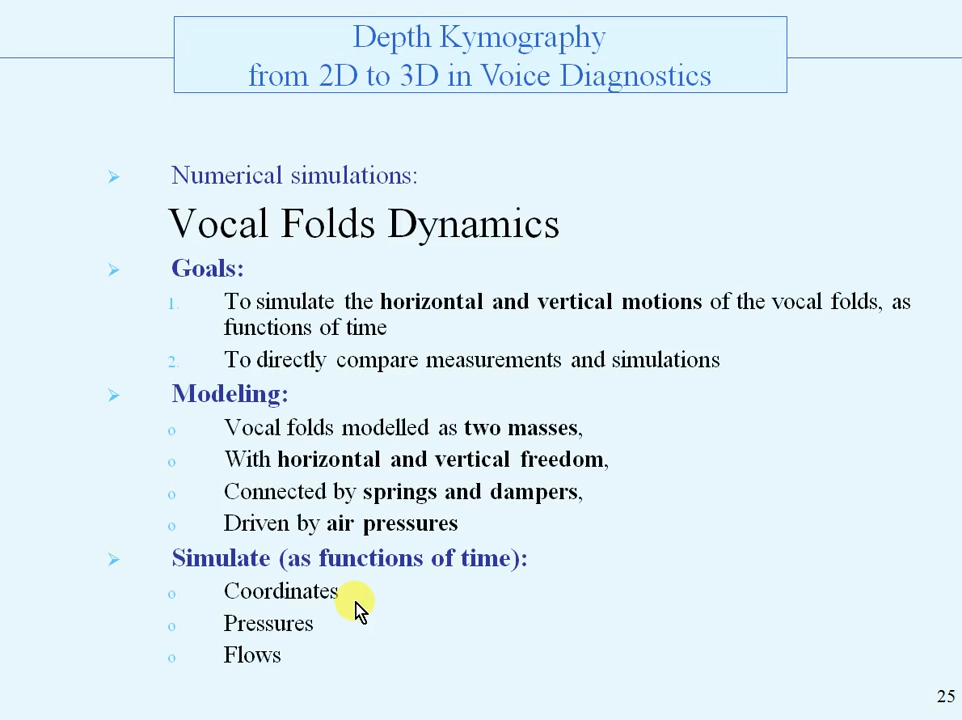 Depth Kymography
from 2D to 3D in Voice Diagnostics
Numerical simulations:
Vocal Folds Dynamics
Goals:
1. To simulate the horizontal and vertical motions of the vocal folds, as
functions of time
2. To directly compare measurements and simulations
Modeling:
o Vocal folds modelled as two masses,
o With horizontal and vertical freedom,
o Connected by springs and dampers,
o Driven by air pressures
Simulate (as functions of time):
o Coordinates
o Pressures
o Flows
25